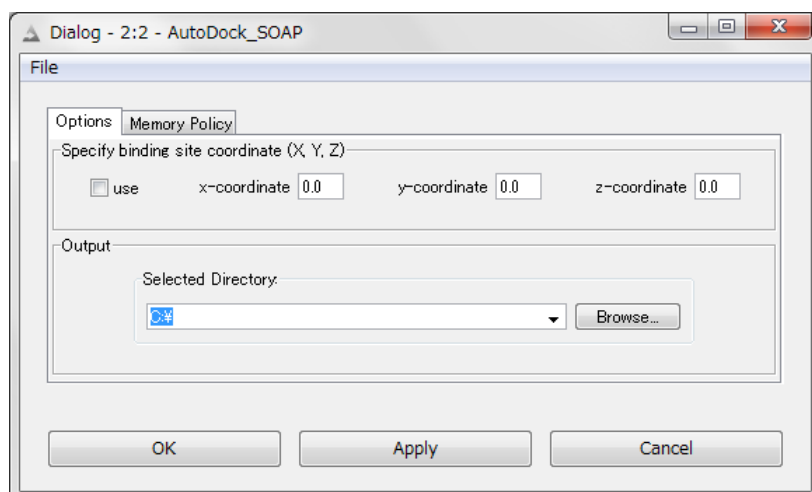 Dialog - 2:2 - AutoDock_SOAP
File
Options Memory Policy
Specify binding site coordinate (X, Y, Z)
use x-coordinate 0.0 y-coordinate 0.0 z-coordinate 0.0
Output
Selected Directory:
C:¥ Browse...
OK Apply Cancel